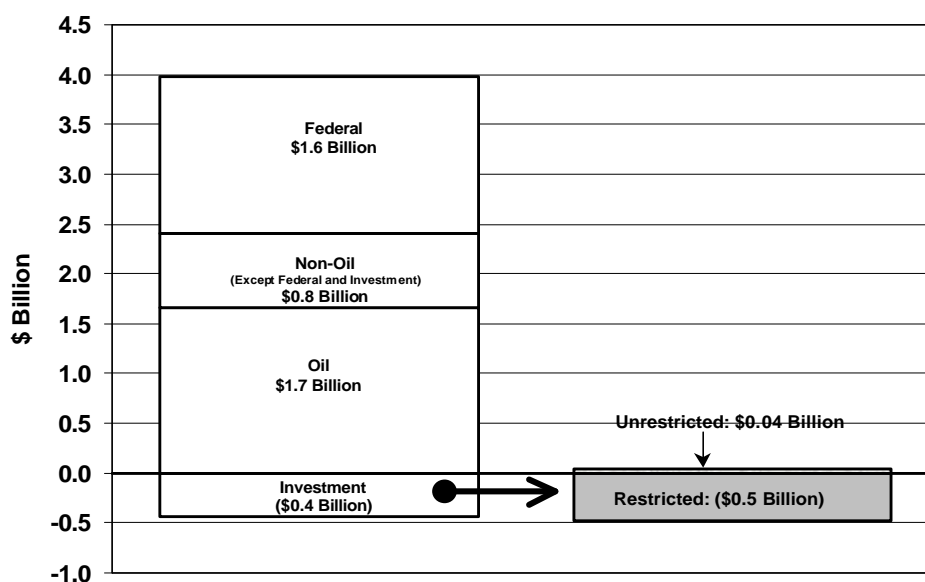 4.5
4.0
3.5
3.0
2.5
2.0
1.5
1.0
0.5
0.0
-0.5
-1.0
$ Billion
Federal
$1.6 Billion
Non-Oil
(Except Federal and Investment)
$0.8 Billion
Oil
$1.7 Billion
Investment
($0.4 Billion)
Unrestricted: $0.04 Billion
Restricted: ($0.5 Billion)